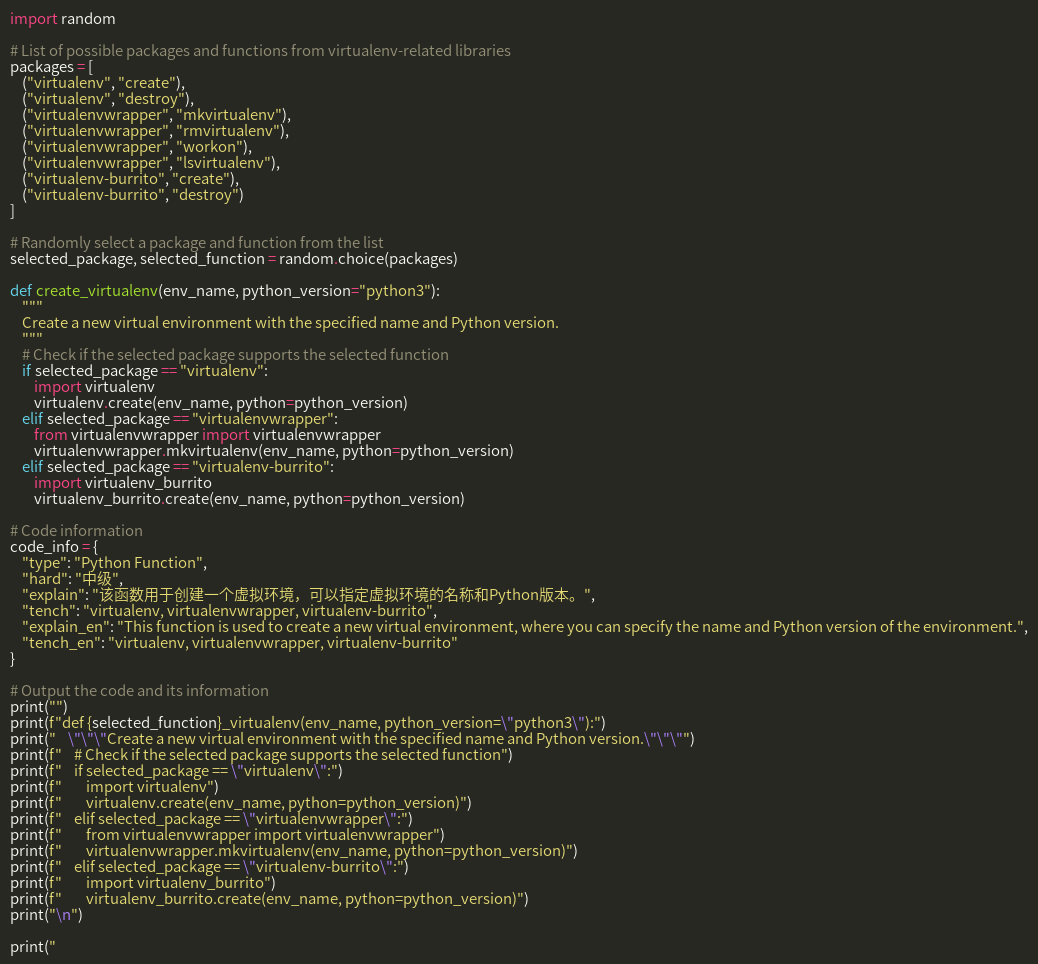 import random

# List of possible packages and functions from virtualenv-related libraries
packages = [
    ("virtualenv", "create"),
    ("virtualenv", "destroy"),
    ("virtualenvwrapper", "mkvirtualenv"),
    ("virtualenvwrapper", "rmvirtualenv"),
    ("virtualenvwrapper", "workon"),
    ("virtualenvwrapper", "lsvirtualenv"),
    ("virtualenv-burrito", "create"),
    ("virtualenv-burrito", "destroy")
]

# Randomly select a package and function from the list
selected_package, selected_function = random.choice(packages)

def create_virtualenv(env_name, python_version="python3"):
    """
    Create a new virtual environment with the specified name and Python version.
    """
    # Check if the selected package supports the selected function
    if selected_package == "virtualenv":
        import virtualenv
        virtualenv.create(env_name, python=python_version)
    elif selected_package == "virtualenvwrapper":
        from virtualenvwrapper import virtualenvwrapper
        virtualenvwrapper.mkvirtualenv(env_name, python=python_version)
    elif selected_package == "virtualenv-burrito":
        import virtualenv_burrito
        virtualenv_burrito.create(env_name, python=python_version)

# Code information
code_info = {
    "type": "Python Function",
    "hard": "中级",
    "explain": "该函数用于创建一个虚拟环境，可以指定虚拟环境的名称和Python版本。",
    "tench": "virtualenv, virtualenvwrapper, virtualenv-burrito",
    "explain_en": "This function is used to create a new virtual environment, where you can specify the name and Python version of the environment.",
    "tench_en": "virtualenv, virtualenvwrapper, virtualenv-burrito"
}

# Output the code and its information
print("")
print(f"def {selected_function}_virtualenv(env_name, python_version=\"python3\"):")
print("    \"\"\"Create a new virtual environment with the specified name and Python version.\"\"\"")
print(f"    # Check if the selected package supports the selected function")
print(f"    if selected_package == \"virtualenv\":")
print(f"        import virtualenv")
print(f"        virtualenv.create(env_name, python=python_version)")
print(f"    elif selected_package == \"virtualenvwrapper\":")
print(f"        from virtualenvwrapper import virtualenvwrapper")
print(f"        virtualenvwrapper.mkvirtualenv(env_name, python=python_version)")
print(f"    elif selected_package == \"virtualenv-burrito\":")
print(f"        import virtualenv_burrito")
print(f"        virtualenv_burrito.create(env_name, python=python_version)")
print("\n")

print("